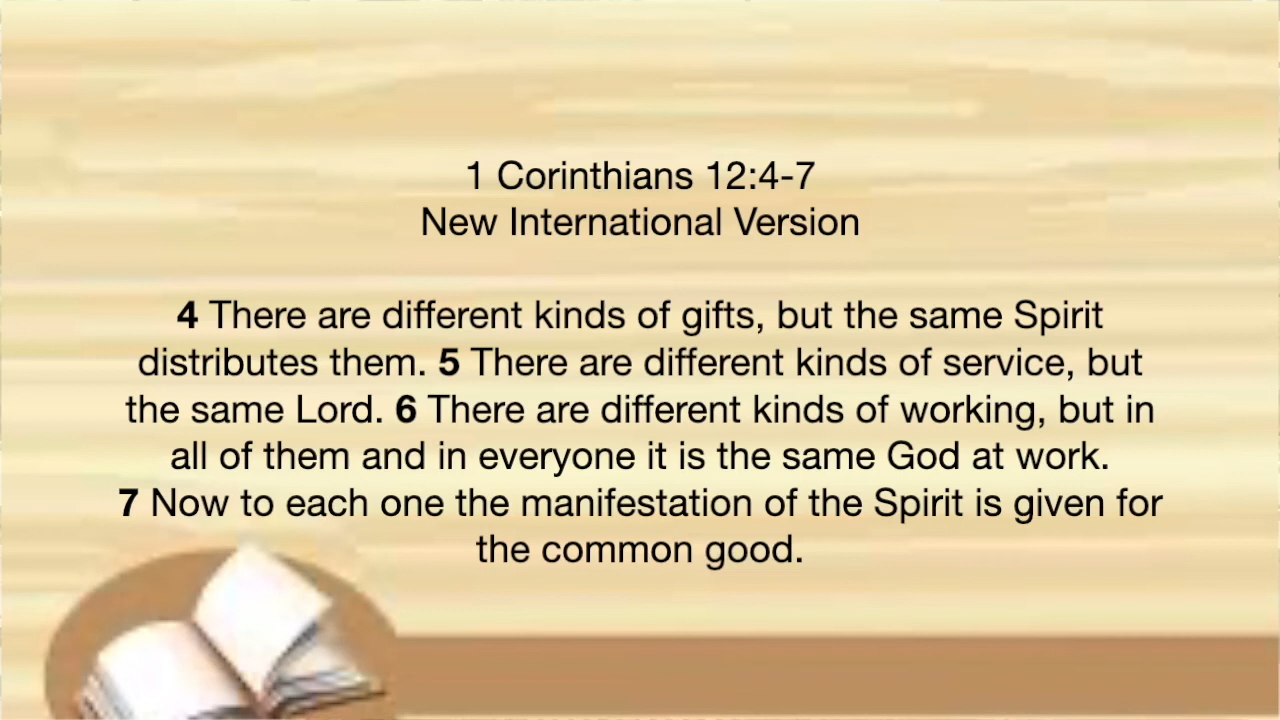 1 Corinthians 12:4-7
New International Version
4 There are different kinds of gifts, but the same Spirit
distributes them. 5 There are different kinds of service, but
the same Lord. 6 There are different kinds of working, but in
all of them and in everyone it is the same God at work.
7 Now to each one the manifestation of the Spirit is given for
the common good.